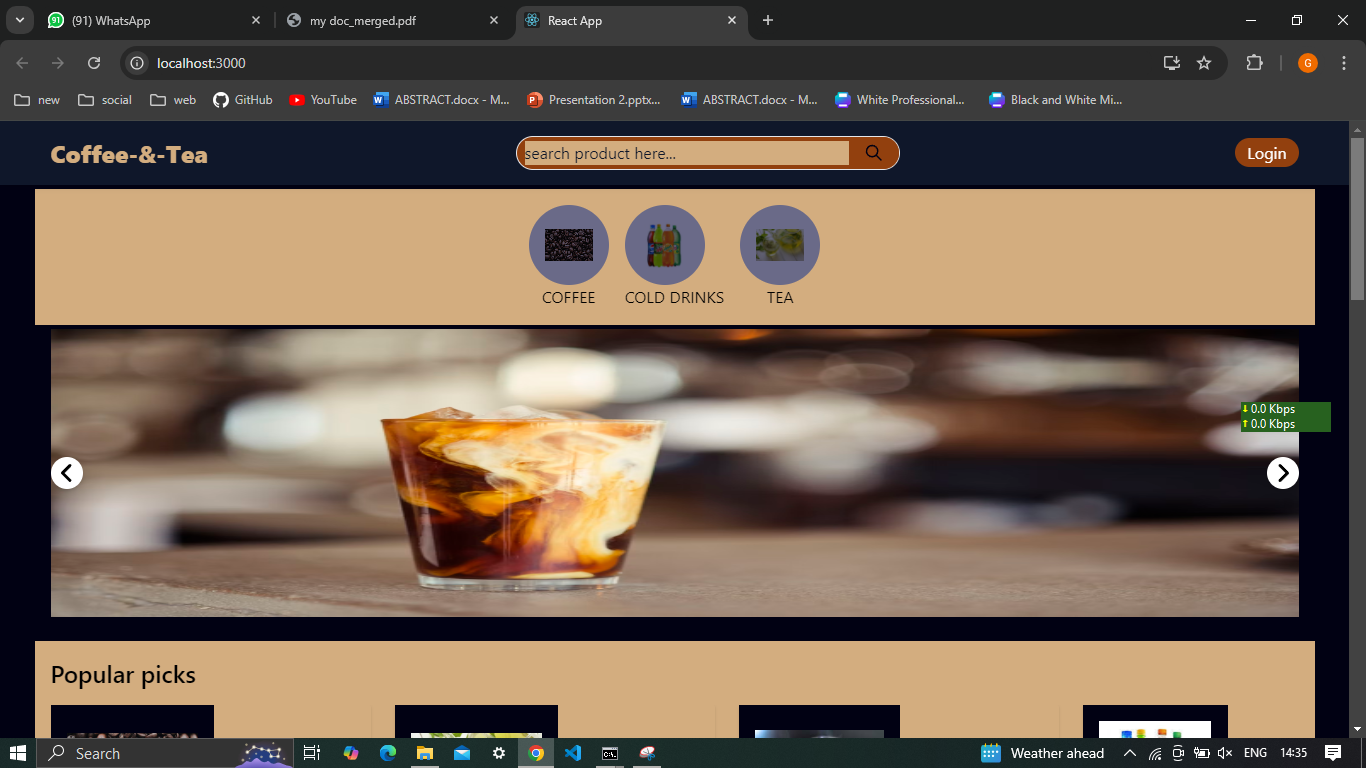 (91) WhatsApp
my doc_merged.pdf
React App
localhost:3000
G
new
social
web
GitHub
YouTube
ABSTRACT.docx - M...
Presentation 2.pptx...
ABSTRACT.docx - M...
White Professional...
Black and White Mi...
Coffee-&-Tea
search product here...
Login
COFFEE
COLD DRINKS
TEA
0.0 Kbps
0.0 Kbps
Popular picks
Search
Weather ahead
ENG
14:35